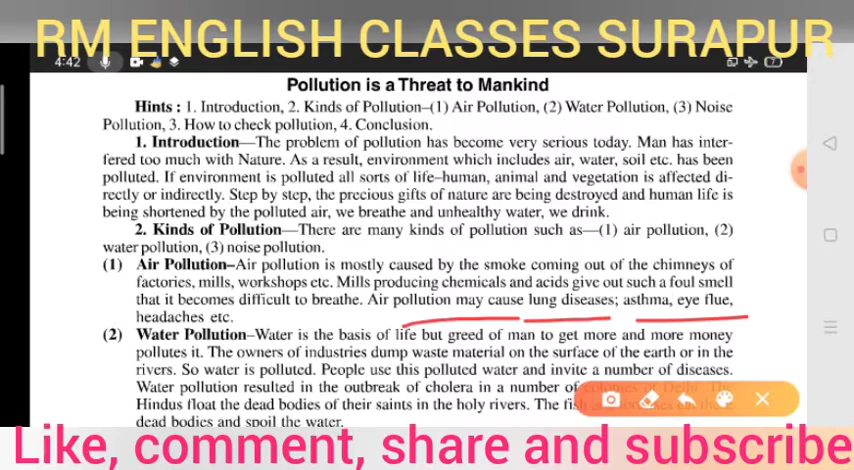 RM ENGLISH CLASSES SURAPUR
4:42
Pollution is a Threat to Mankind
Hints : 1. Introduction, 2. Kinds of Pollution–(1) Air Pollution, (2) Water Pollution, (3) Noise
Pollution, 3. How to check pollution, 4. Conclusion.
1. Introduction—The problem of pollution has become very serious today. Man has inter-
fered too much with Nature. As a result, environment which includes air, water, soil etc. has been
polluted. If environment is polluted all sorts of life–human, animal and vegetation is affected di-
rectly or indirectly. Step by step, the precious gifts of nature are being destroyed and human life is
being shortened by the polluted air, we breathe and unhealthy water, we drink.
2. Kinds of Pollution—There are many kinds of pollution such as—(1) air pollution, (2)
water pollution, (3) noise pollution.
(1) Air Pollution–Air pollution is mostly caused by the smoke coming out of the chimneys of
factories, mills, workshops etc. Mills producing chemicals and acids give out such a foul smell
that it becomes difficult to breathe. Air pollution may cause lung diseases; asthma, eye flue,
headaches etc.
(2) Water Pollution–Water is the basis of life but greed of man to get more and more money
pollutes it. The owners of industries dump waste material on the surface of the earth or in the
rivers. So water is polluted. People use this polluted water and invite a number of diseases.
Water pollution resulted in the outbreak of cholera in a number of colonies of Delhi. The
Hindus float the dead bodies of their saints in the holy rivers. The
dead bodies and spoil the water.
Like, comment, share and subscribe